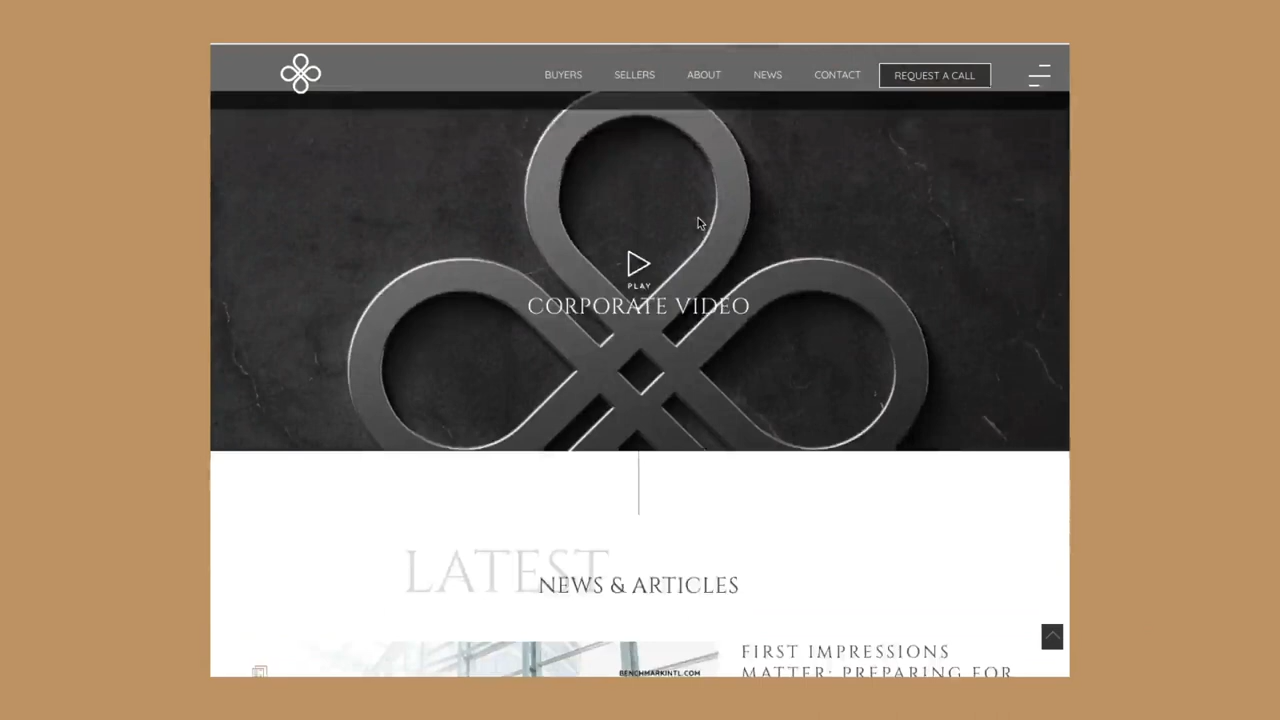 BUYERS SELLERS ABOUT NEWS CONTACT REQUEST A CALL
PLAY
CORPORATE VIDEO
LATEST
NEWS & ARTICLES
BENCHMARKINTL.COM
FIRST IMPRESSIONS
MATTER: PREPARING FOR